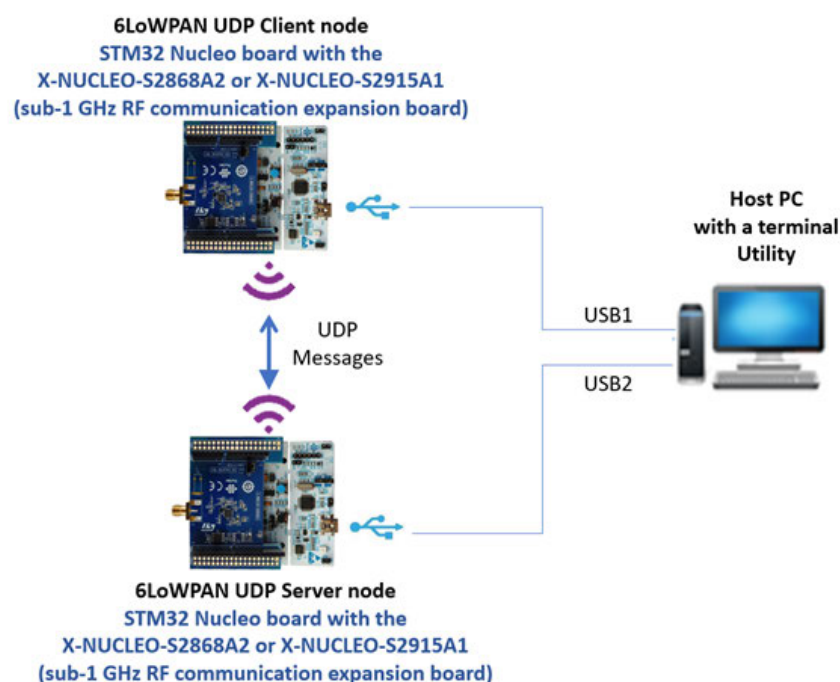 6LoWPAN UDP Client node
STM32 Nucleo board with the
X-NUCLEO-S2868A2 or X-NUCLEO-S2915A1
(sub-1 GHz RF communication expansion board)
Host PC
with a terminal
Utility
USB1
UDP
Messages
USB2
6LoWPAN UDP Server node
STM32 Nucleo board with the
X-NUCLEO-S2868A2 or X-NUCLEO-S2915A1
(sub-1 GHz RF communication expansion board)